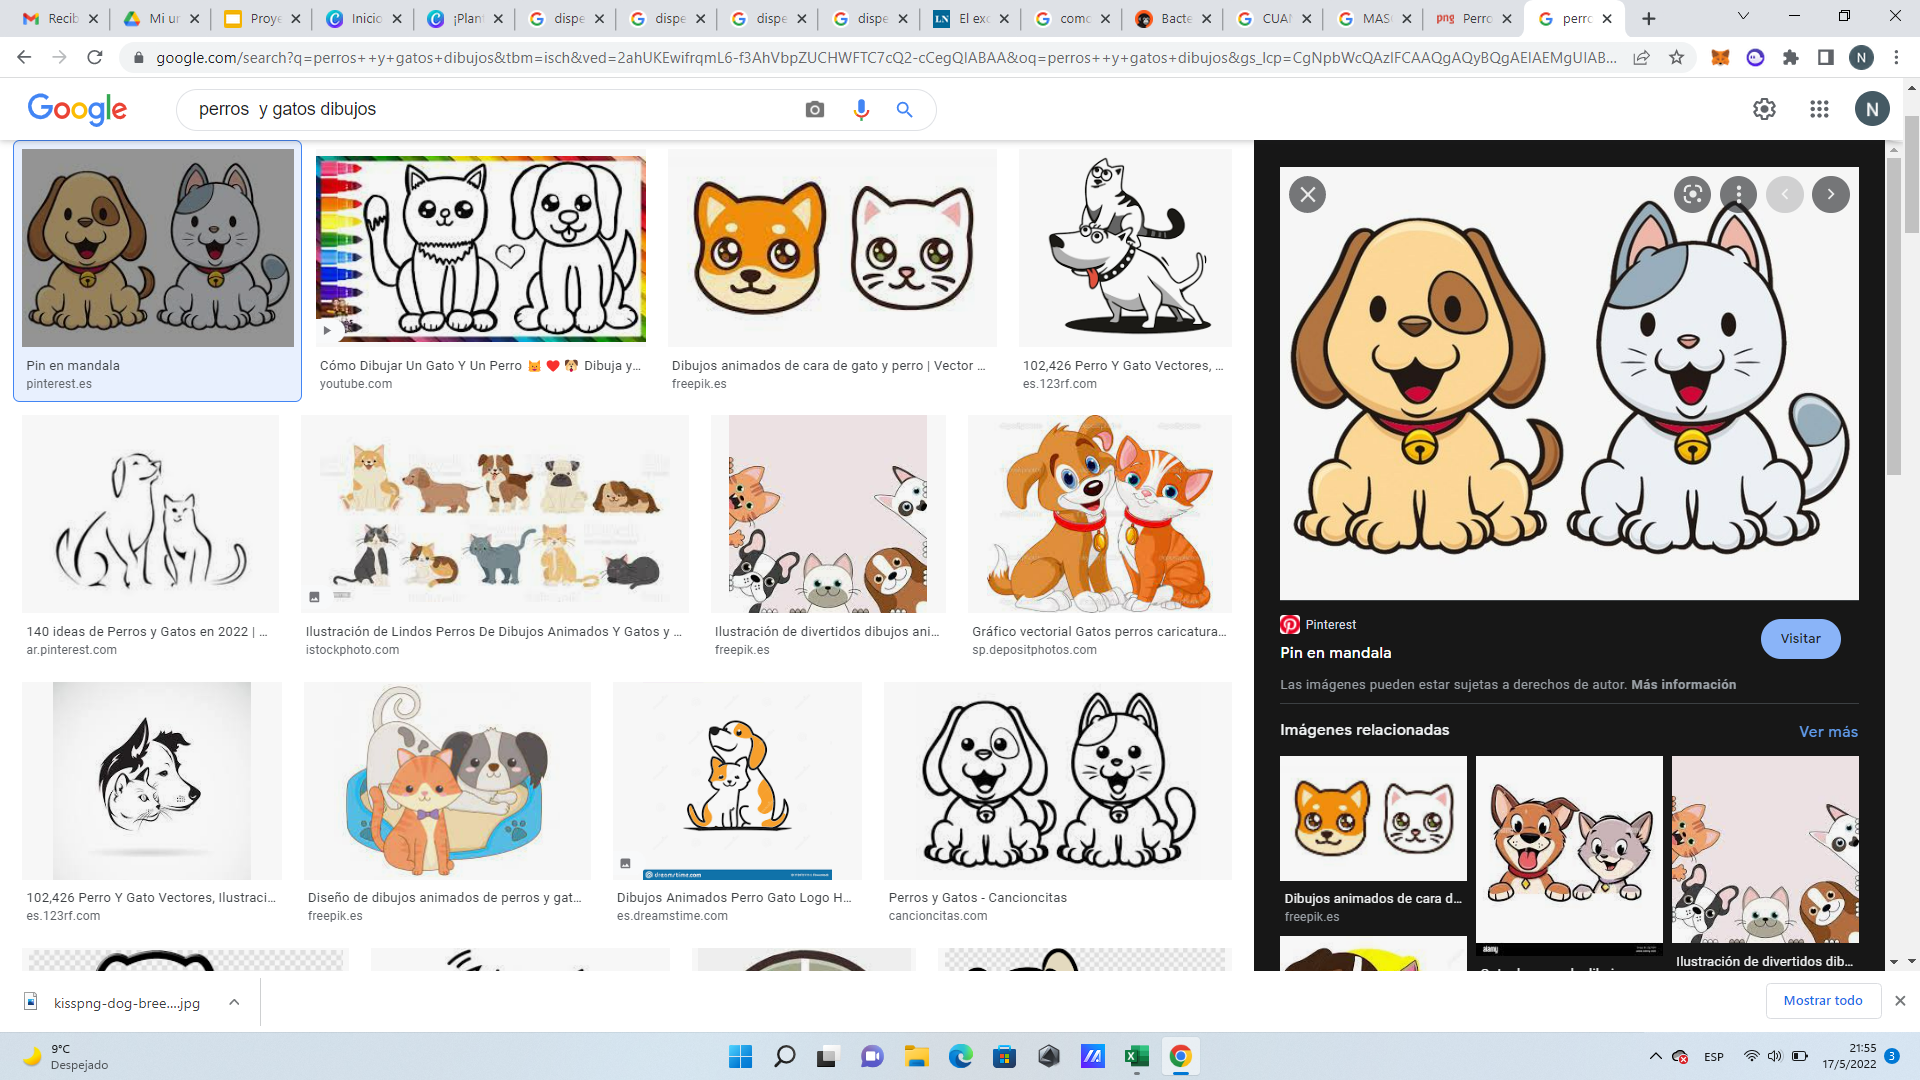 Recib
Mi ur
Proye
Inicio
¡Plan
dispe
dispe
dispe
dispe
LN El exc
como
Bacte
CUAN
MASC
png Perro
perro
google.com/search?q=perros++y+gatos+dibujos&tbm=isch&ved=2ahUKEwifrqmL6-f3AhVbpZUCHWFTC7cQ2-cCegQIABAA&oq=perros++y+gatos+dibujos&gs_lcp=CgNpbWcQAzIFCAAQgAQyBQgAEIAEMgUIAB...
N
Google
perros  y gatos dibujos
N
Pin en mandala
pinterest.es
Cómo Dibujar Un Gato Y Un Perro 🐱 ❤️ 🐶 Dibuja y...
youtube.com
Dibujos animados de cara de gato y perro | Vector ...
freepik.es
102,426 Perro Y Gato Vectores, ...
es.123rf.com
140 ideas de Perros y Gatos en 2022 | ...
ar.pinterest.com
Ilustración de Lindos Perros De Dibujos Animados Y Gatos y ...
istockphoto.com
Ilustración de divertidos dibujos ani...
freepik.es
Gráfico vectorial Gatos perros caricatura...
sp.depositphotos.com
102,426 Perro Y Gato Vectores, Ilustraci...
es.123rf.com
Diseño de dibujos animados de perros y gat...
freepik.es
dreamstime.com
Dibujos Animados Perro Gato Logo H...
es.dreamstime.com
Perros y Gatos - Cancioncitas
cancioncitas.com
Pinterest
Visitar
Pin en mandala
Las imágenes pueden estar sujetas a derechos de autor. Más información
Imágenes relacionadas
Ver más
Dibujos animados de cara d...
freepik.es
alamy
Ilustración de divertidos dib...
kisspng-dog-bree....jpg
Mostrar todo
9°C
Despejado
ESP
21:55
17/5/2022
3